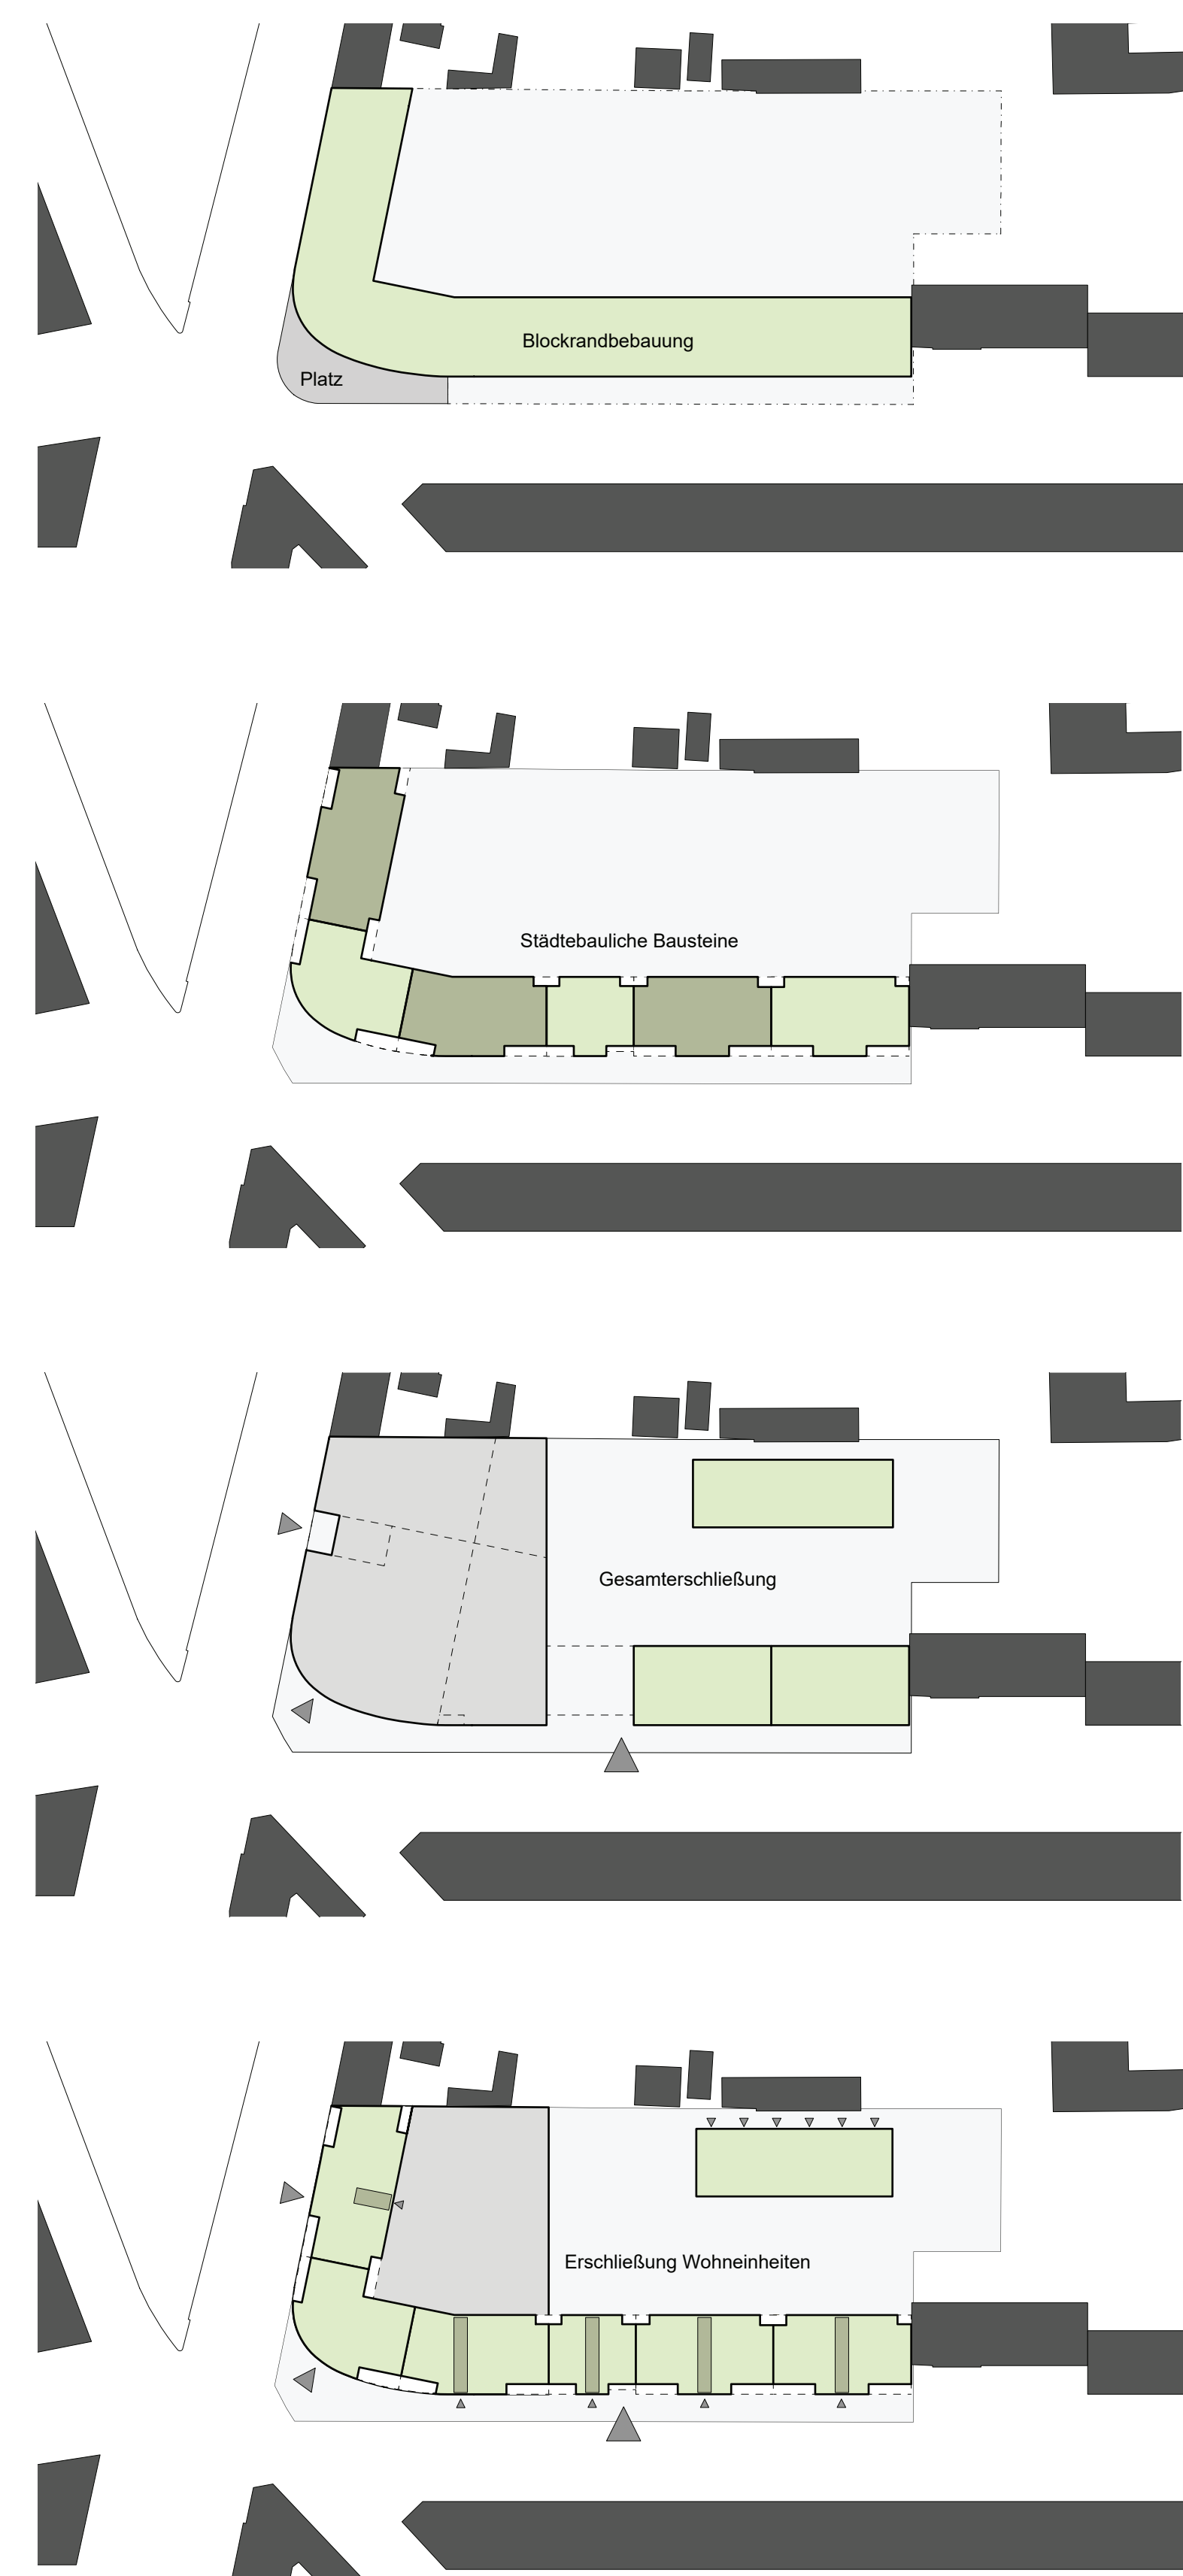 Blockrandbebauung
Platz
Städtebauliche Bausteine
Gesamterschließung
Erschließung Wohneinheiten